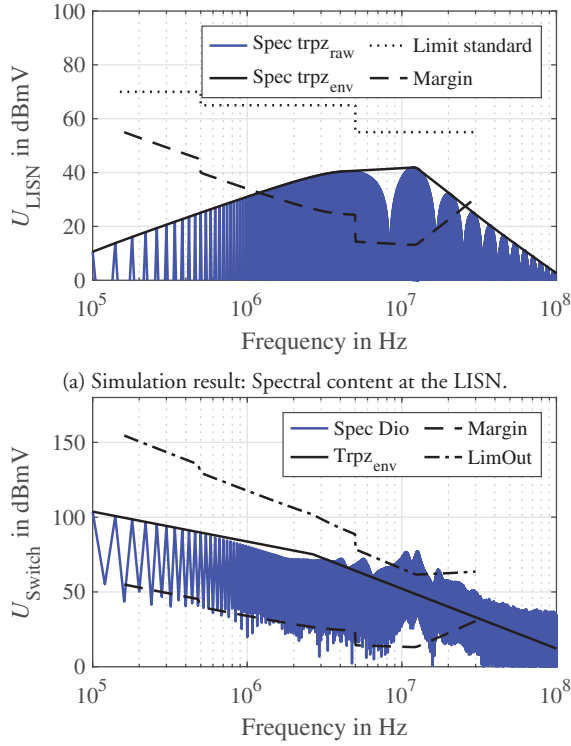 100
80
60
40
20
0
U_LISN in dBmV
Spec trpz_raw
Spec trpz_env
Limit standard
Margin
10^5
10^6
10^7
10^8
Frequency in Hz
(a) Simulation result: Spectral content at the LISN.
150
100
50
0
U_Switch in dBmV
Spec Dio
Trpz_env
Margin
LimOut
10^5
10^6
10^7
10^8
Frequency in Hz